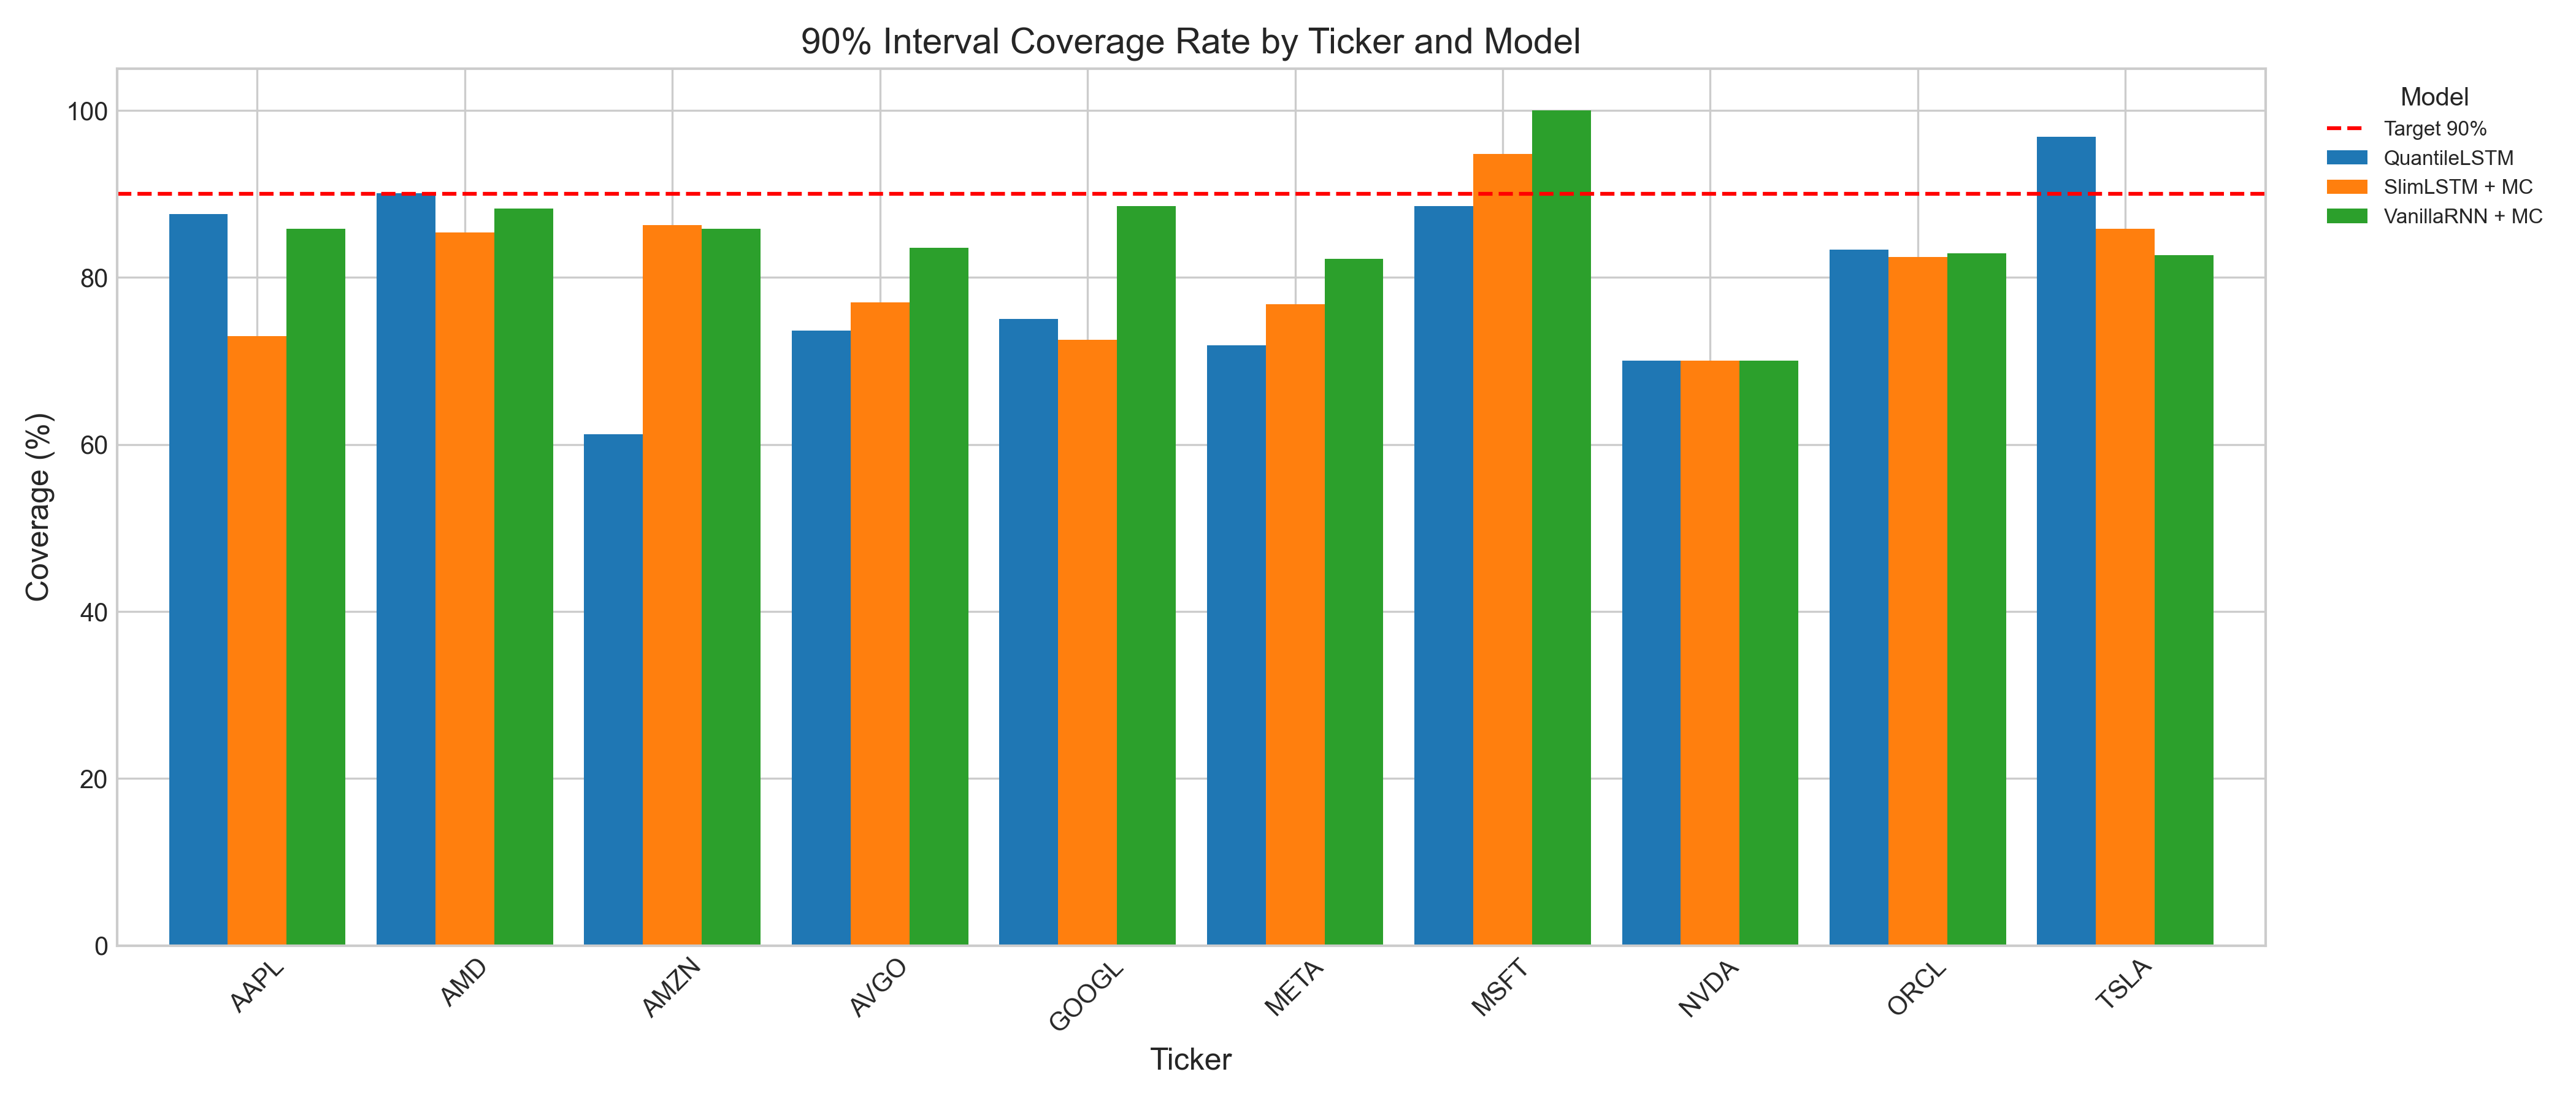 90% Interval Coverage Rate by Ticker and Model
Model
Target 90%
QuantileLSTM
SlimLSTM + MC
VanillaRNN + MC
Coverage (%)
100
80
60
40
20
0
AAPL
AMD
AMZN
AVGO
GOOGL
META
MSFT
NVDA
ORCL
TSLA
Ticker